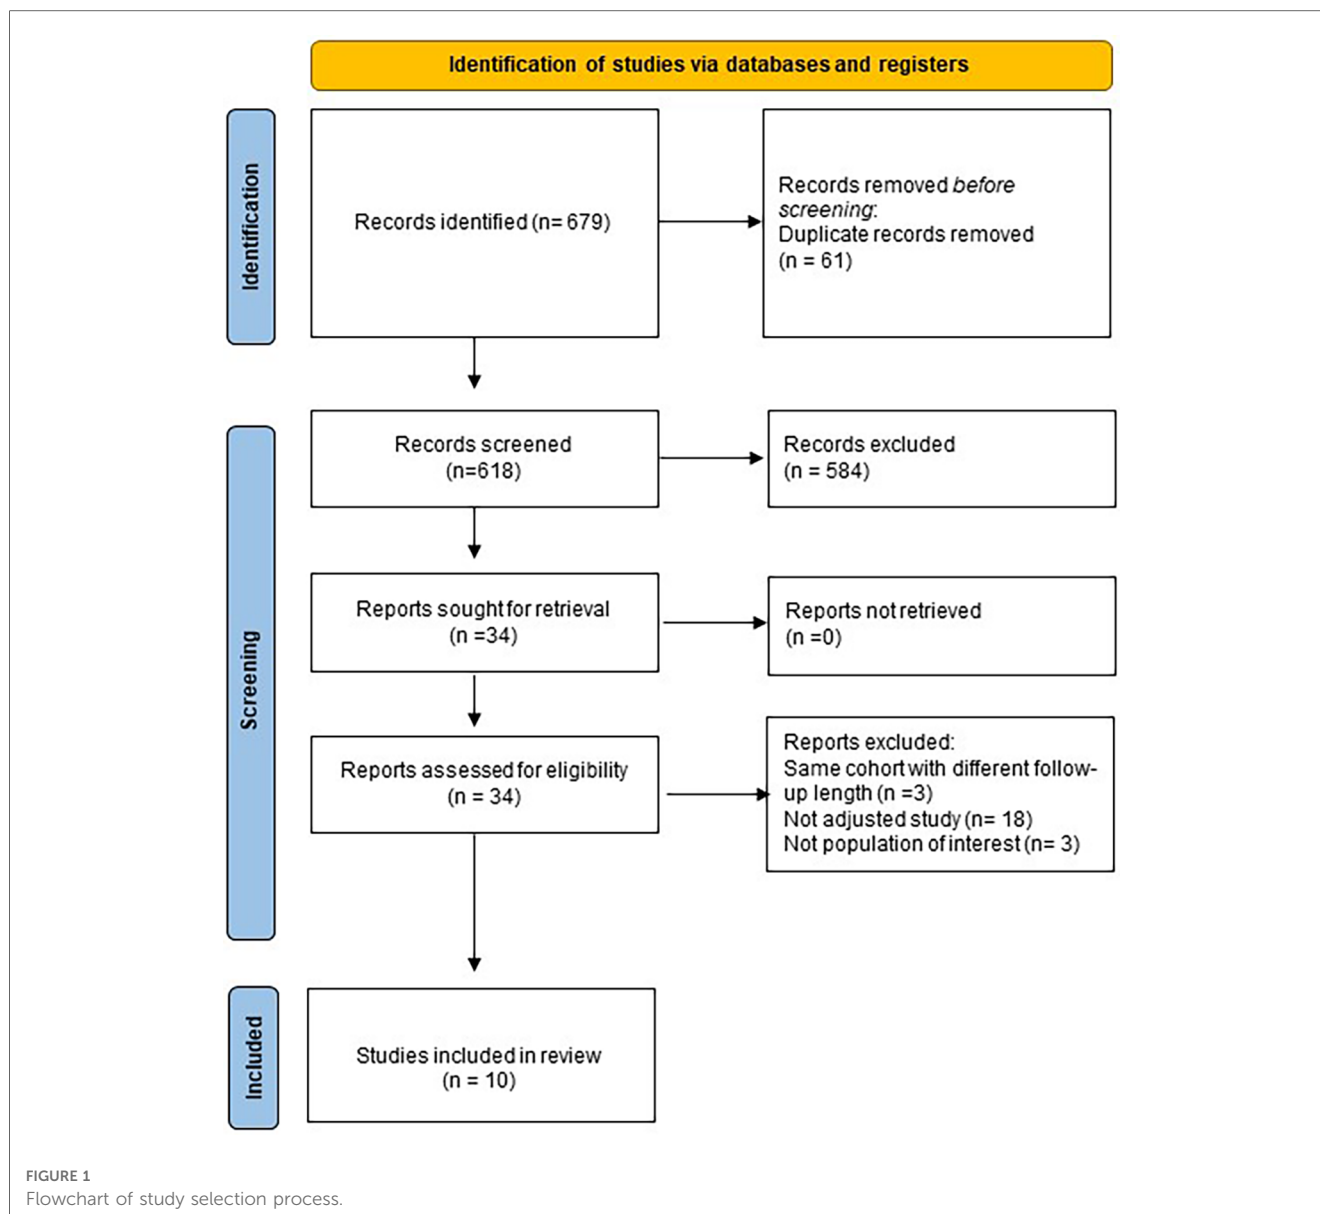 Identification of studies via databases and registers
Identification
Records identified (n= 679)
Records removed before
screening:
Duplicate records removed
(n = 61)
Screening
Records screened
(n=618)
Records excluded
(n = 584)
Reports sought for retrieval
(n =34)
Reports not retrieved
(n =0)
Reports assessed for eligibility
(n = 34)
Reports excluded:
Same cohort with different follow-
up length (n =3)
Not adjusted study (n= 18)
Not population of interest (n= 3)
Included
Studies included in review
(n = 10)
FIGURE 1
Flowchart of study selection process.